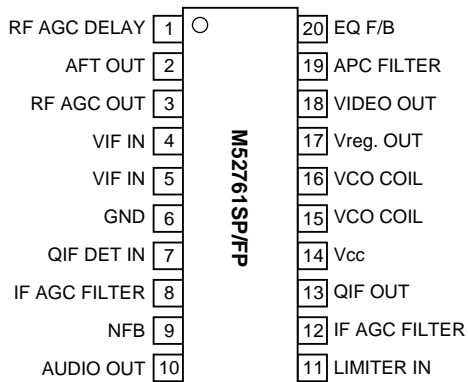 RF AGC DELAY 1 20 EQ F/B
AFT OUT 2 19 APC FILTER
RF AGC OUT 3 18 VIDEO OUT
VIF IN 4 17 Vreg. OUT
VIF IN 5 16 VCO COIL
GND 6 15 VCO COIL
QIF DET IN 7 14 Vcc
IF AGC FILTER 8 13 QIF OUT
NFB 9 12 IF AGC FILTER
AUDIO OUT 10 11 LIMITER IN
M52761SP/FP